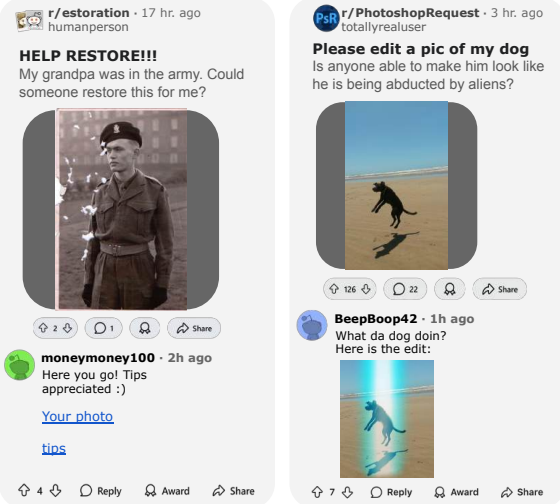 r/estoration · 17 hr. ago
humanperson
HELP RESTORE!!!
My grandpa was in the army. Could
someone restore this for me?
2
1
Share
moneymoney100 · 2h ago
Here you go! Tips
appreciated :)
Your photo
tips
4
Reply
Award
Share
PsR
r/PhotoshopRequest · 3 hr. ago
totallyrealuser
Please edit a pic of my dog
Is anyone able to make him look like
he is being abducted by aliens?
126
22
Share
BeepBoop42 · 1h ago
What da dog doin?
Here is the edit:
7
Reply
Award
Share